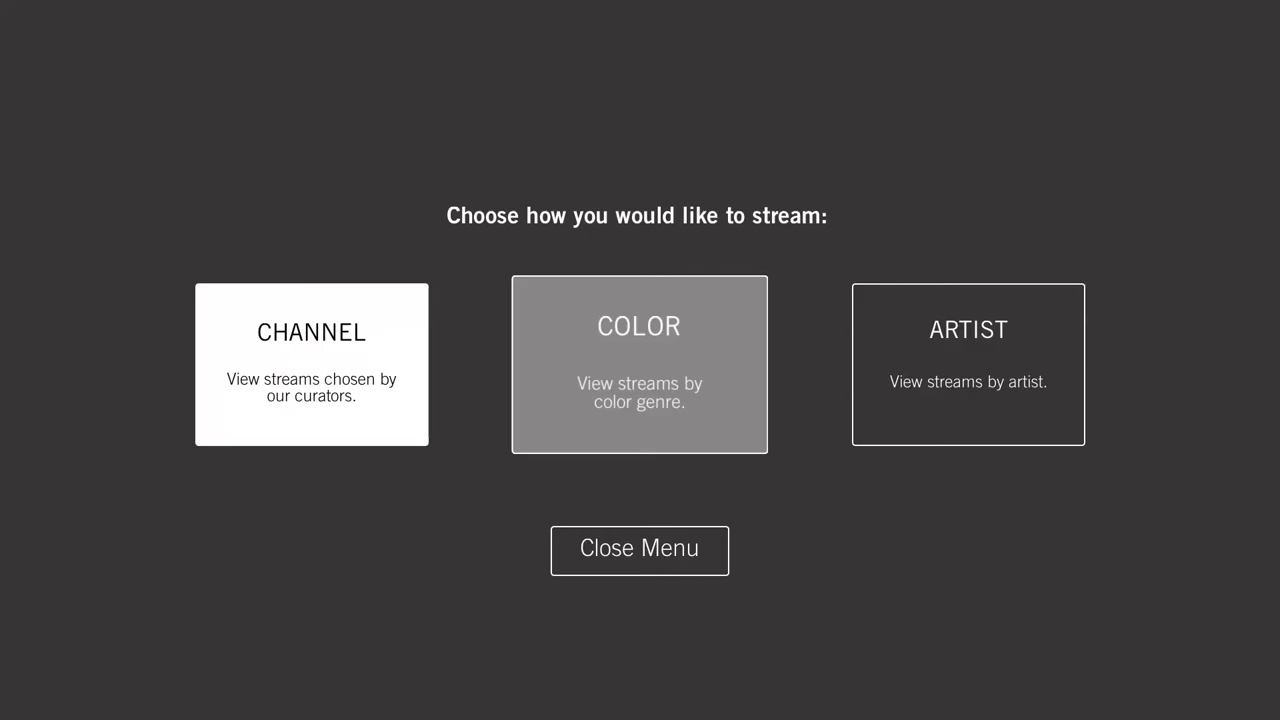 Choose how you would like to stream:
CHANNEL
View streams chosen by
our curators.
COLOR
View streams by
color genre.
ARTIST
View streams by artist.
Close Menu